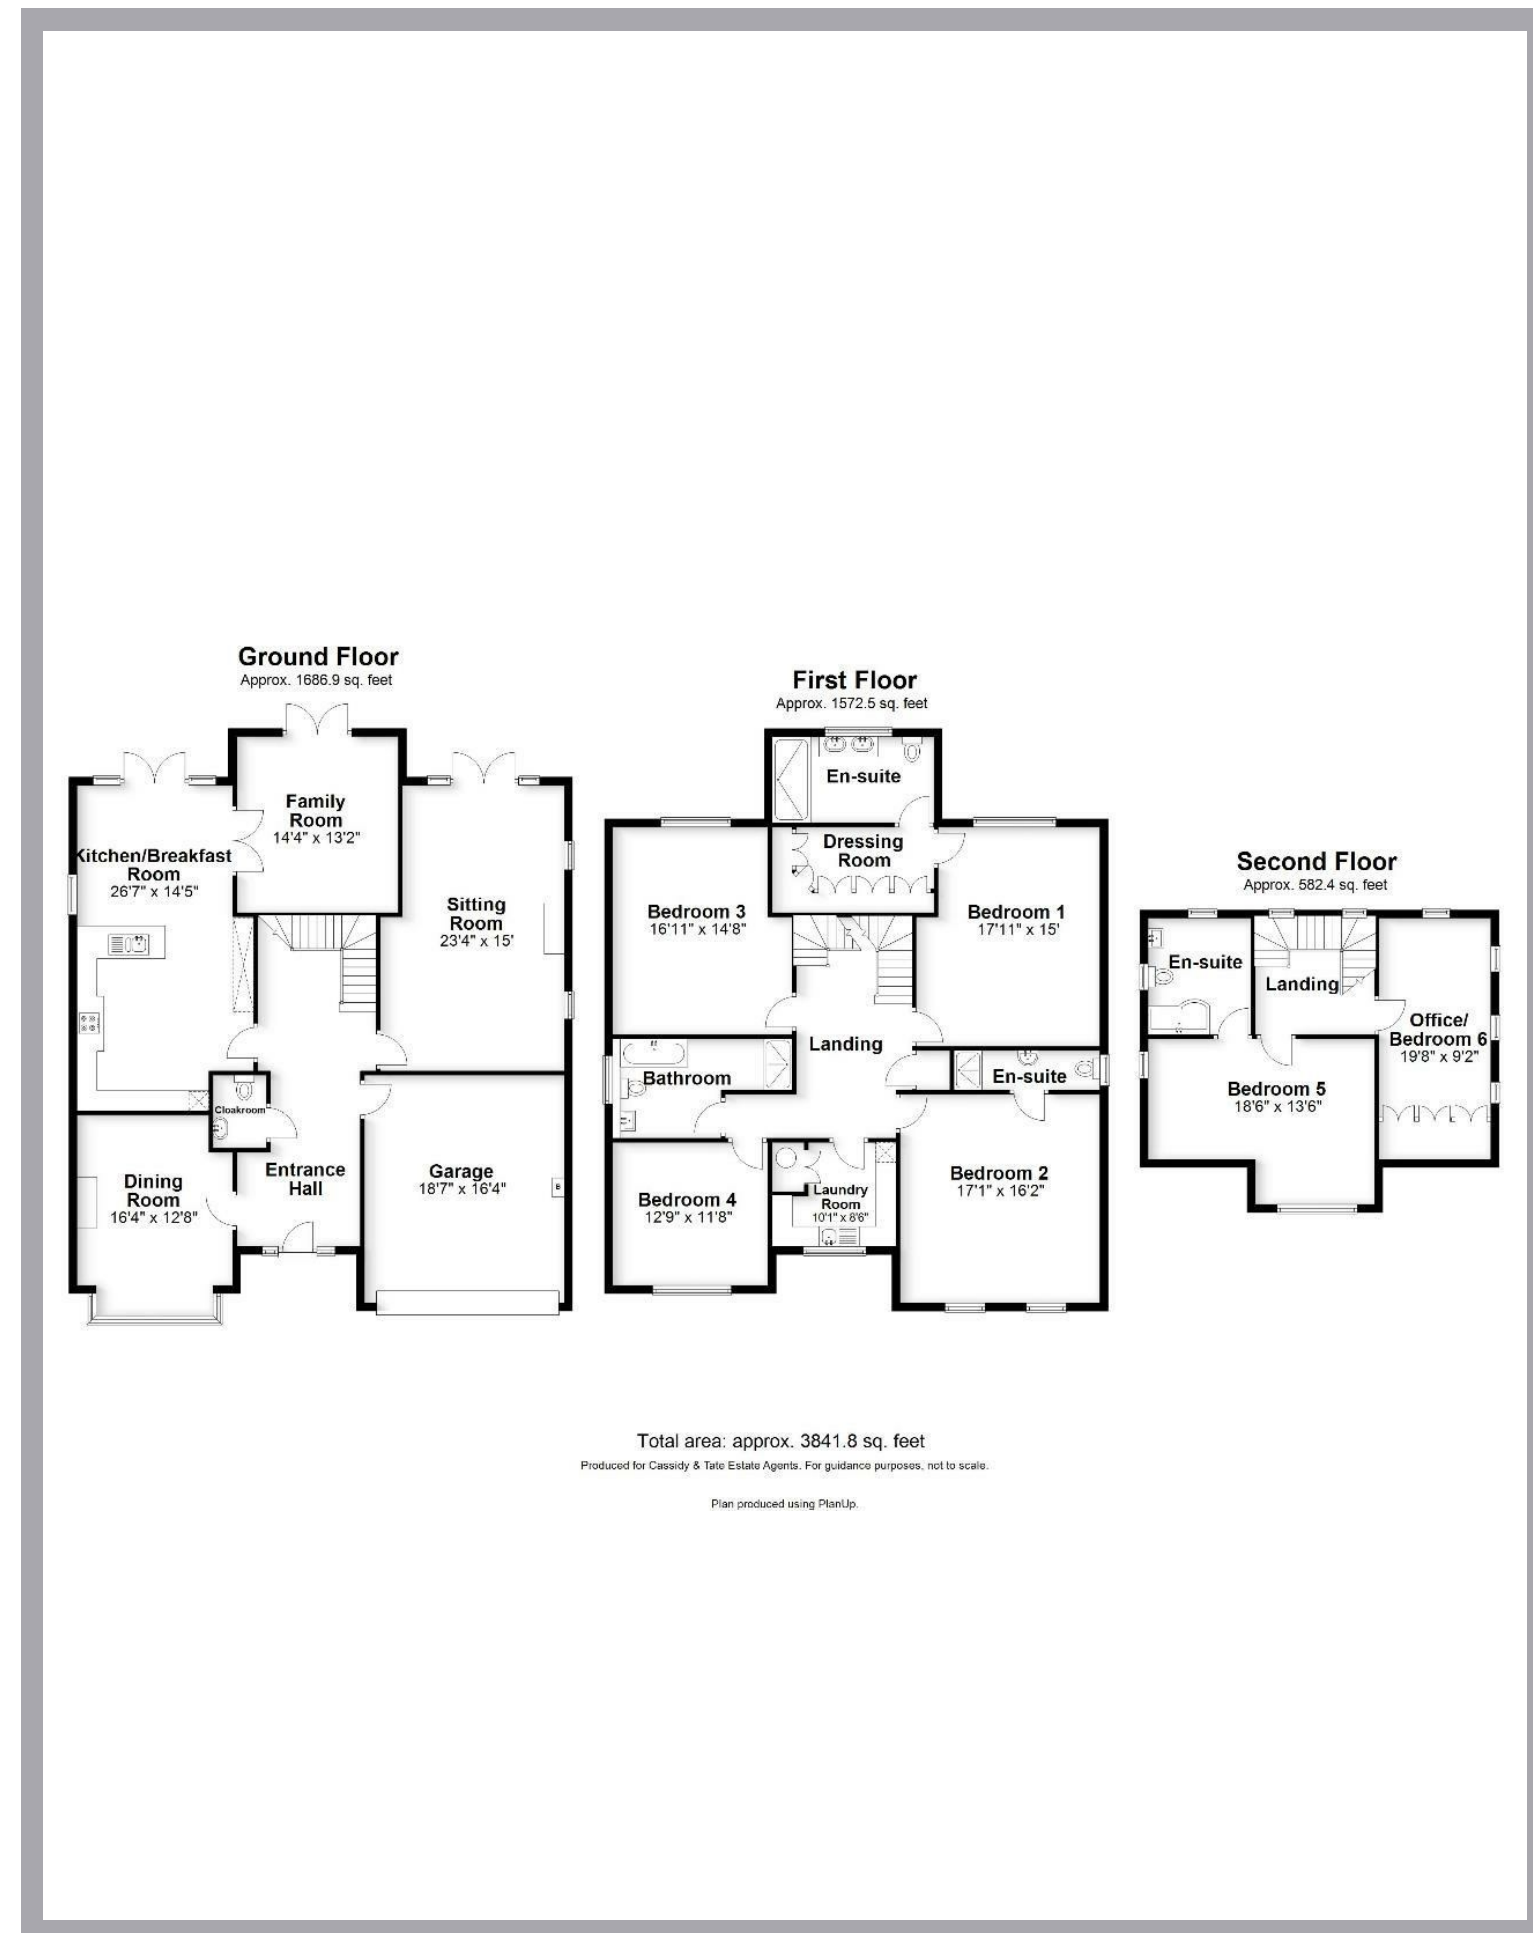 Ground Floor
Approx. 1686.9 sq. feet
Family
Room
14'4" x 13'2"
Kitchen/Breakfast
Room
26'7" x 14'5"
Sitting
Room
23'4" x 15'
Cloakroom
Entrance
Hall
Dining
Room
16'4" x 12'8"
Garage
18'7" x 16'4"
B
First Floor
Approx. 1572.5 sq. feet
En-suite
Dressing
Room
Bedroom 3
16'11" x 14'8"
Bedroom 1
17'11" x 15'
Landing
Bathroom
En-suite
Bedroom 4
12'9" x 11'8"
Laundry
Room
10'1" x 8'6"
Bedroom 2
17'1" x 16'2"
Second Floor
Approx. 582.4 sq. feet
En-suite
Landing
Office/
Bedroom 6
19'8" x 9'2"
Bedroom 5
18'6" x 13'6"
Total area: approx. 3841.8 sq. feet
Produced for Cassidy & Tate Estate Agents. For guidance purposes, not to scale.
Plan produced using PlanUp.